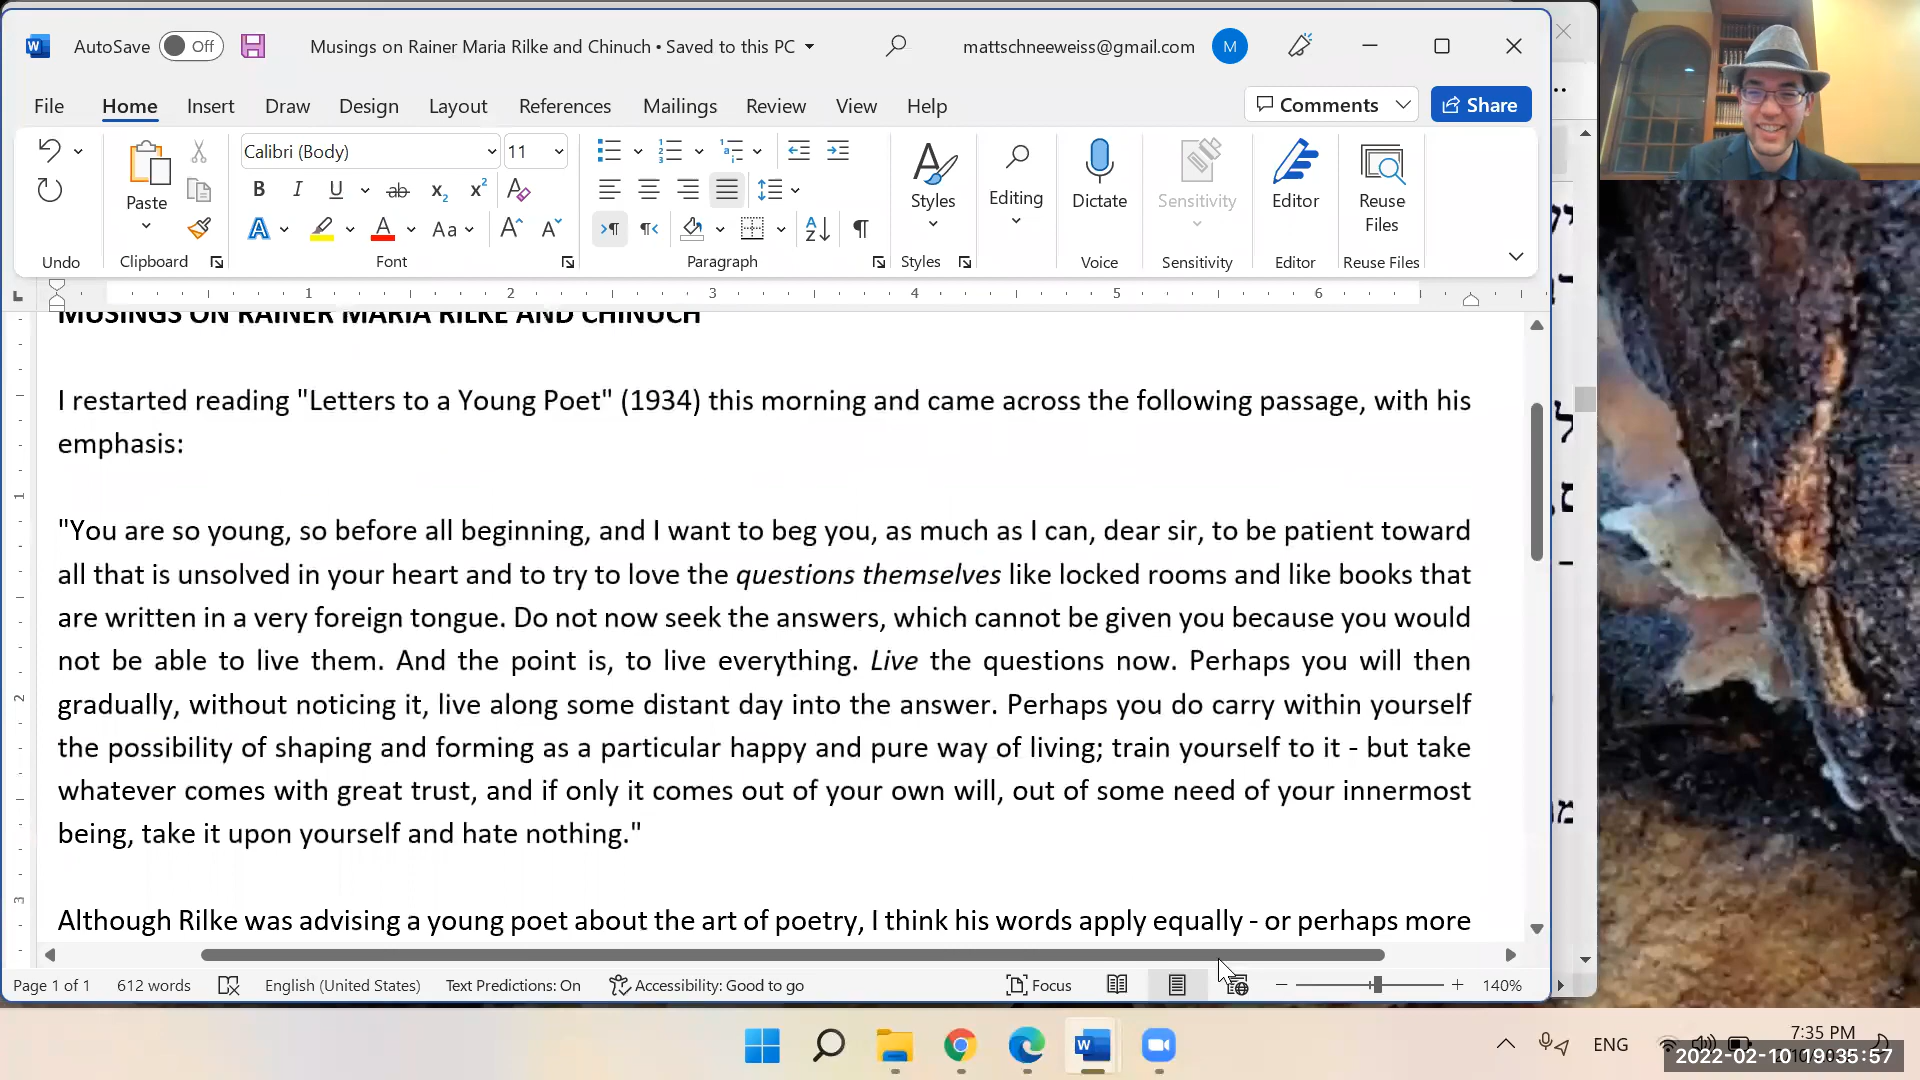 AutoSave Off Musings on Rainer Maria Rilke and Chinuch • Saved to this PC mattschneeweiss@gmail.com M
File Home Insert Draw Design Layout References Mailings Review View Help Comments Share
Calibri (Body) 11
Paste Styles Editing Dictate Sensitivity Editor Reuse Files
Undo Clipboard Font Paragraph Styles Voice Sensitivity Editor Reuse Files
1 2 3 4 5 6
MUSINGS ON RAINER MARIA RILKE AND CHINUCH
I restarted reading "Letters to a Young Poet" (1934) this morning and came across the following passage, with his
emphasis:
"You are so young, so before all beginning, and I want to beg you, as much as I can, dear sir, to be patient toward
all that is unsolved in your heart and to try to love the questions themselves like locked rooms and like books that
are written in a very foreign tongue. Do not now seek the answers, which cannot be given you because you would
not be able to live them. And the point is, to live everything. Live the questions now. Perhaps you will then
gradually, without noticing it, live along some distant day into the answer. Perhaps you do carry within yourself
the possibility of shaping and forming as a particular happy and pure way of living; train yourself to it - but take
whatever comes with great trust, and if only it comes out of your own will, out of some need of your innermost
being, take it upon yourself and hate nothing."
Although Rilke was advising a young poet about the art of poetry, I think his words apply equally - or perhaps more
Page 1 of 1 612 words English (United States) Text Predictions: On Accessibility: Good to go Focus 140%
ENG 7:35 PM
2022-02-10 19:35:57